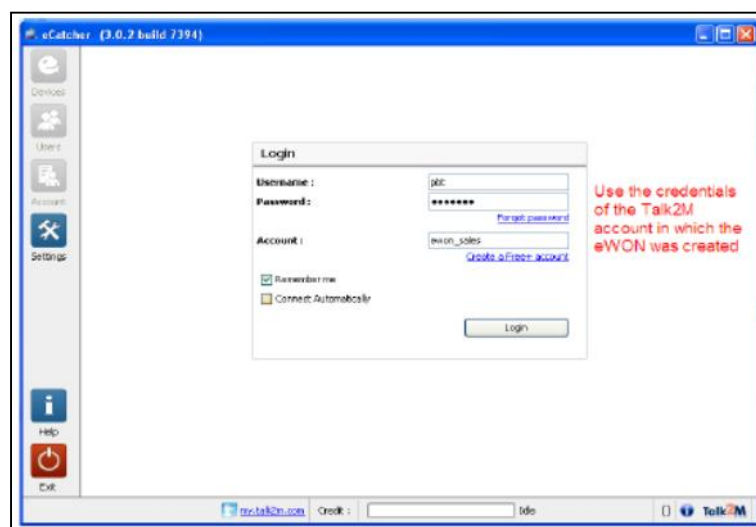 eCatcher (3.0.2 build 7394)
Devices
Users
Account
Settings
Help
Exit
Login
Username :
pbt
Password :
•••••••
Forgot password
Account :
ewon_sales
Create a Free+ account
Remember me
Connect Automatically
Login
Use the credentials
of the Talk2M
account in which the
eWON was created
my.talk2m.com
Credit :
Idle
Talk2M